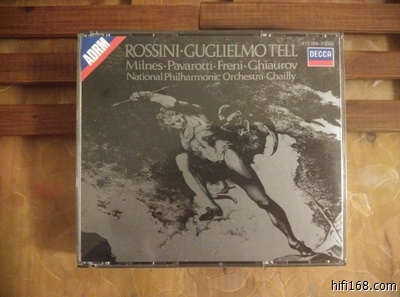 ADRM
ROSSINI·GUGLIELMO TELL
DECCA
Milnes·Pavarotti·Freni·Ghiaurov
National Philharmonic Orchestra·Chailly
hifi168.com